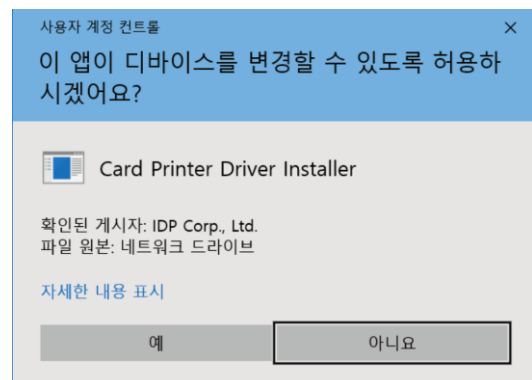 사용자 계정 컨트롤
이 앱이 디바이스를 변경할 수 있도록 허용하
시겠어요?
Card Printer Driver Installer
확인된 게시자: IDP Corp., Ltd.
파일 원본: 네트워크 드라이브
자세한 내용 표시
예
아니요